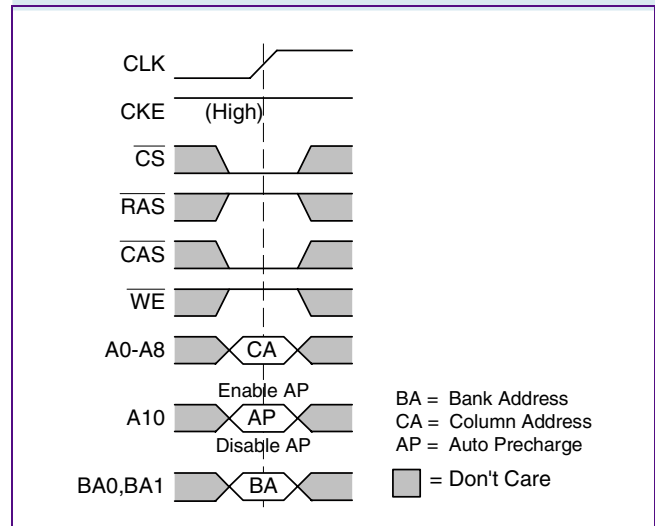 CLK
CKE (High)
CS
RAS
CAS
WE
A0-A8 CA
Enable AP
A10 AP
Disable AP
BA0,BA1 BA
BA = Bank Address
CA = Column Address
AP = Auto Precharge
= Don't Care